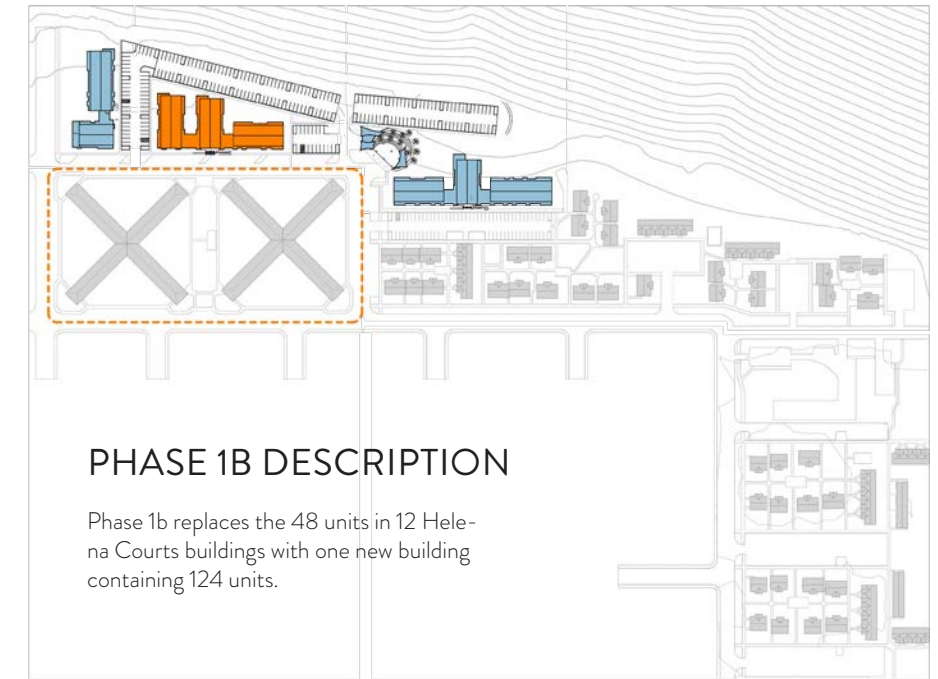 PHASE 1B DESCRIPTION
Phase 1b replaces the 48 units in 12 Hele-
na Courts buildings with one new building
containing 124 units.